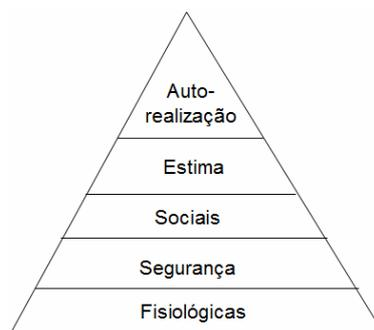 Auto-
realização
Estima
Sociais
Segurança
Fisiológicas